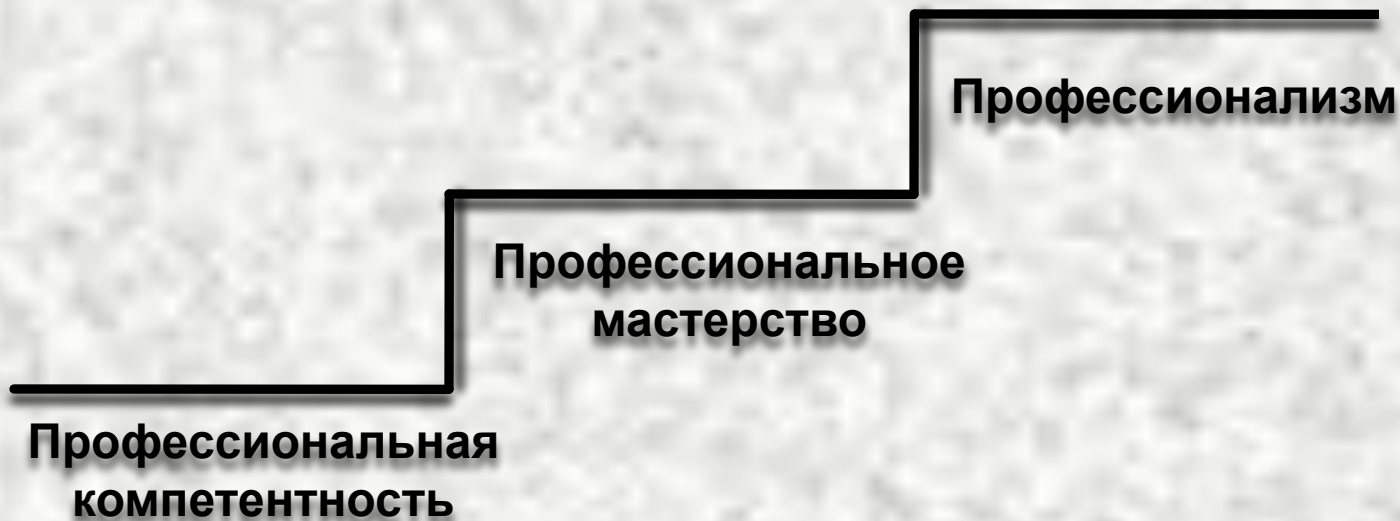 Профессионализм
Профессиональное
мастерство
Профессиональная
компетентность